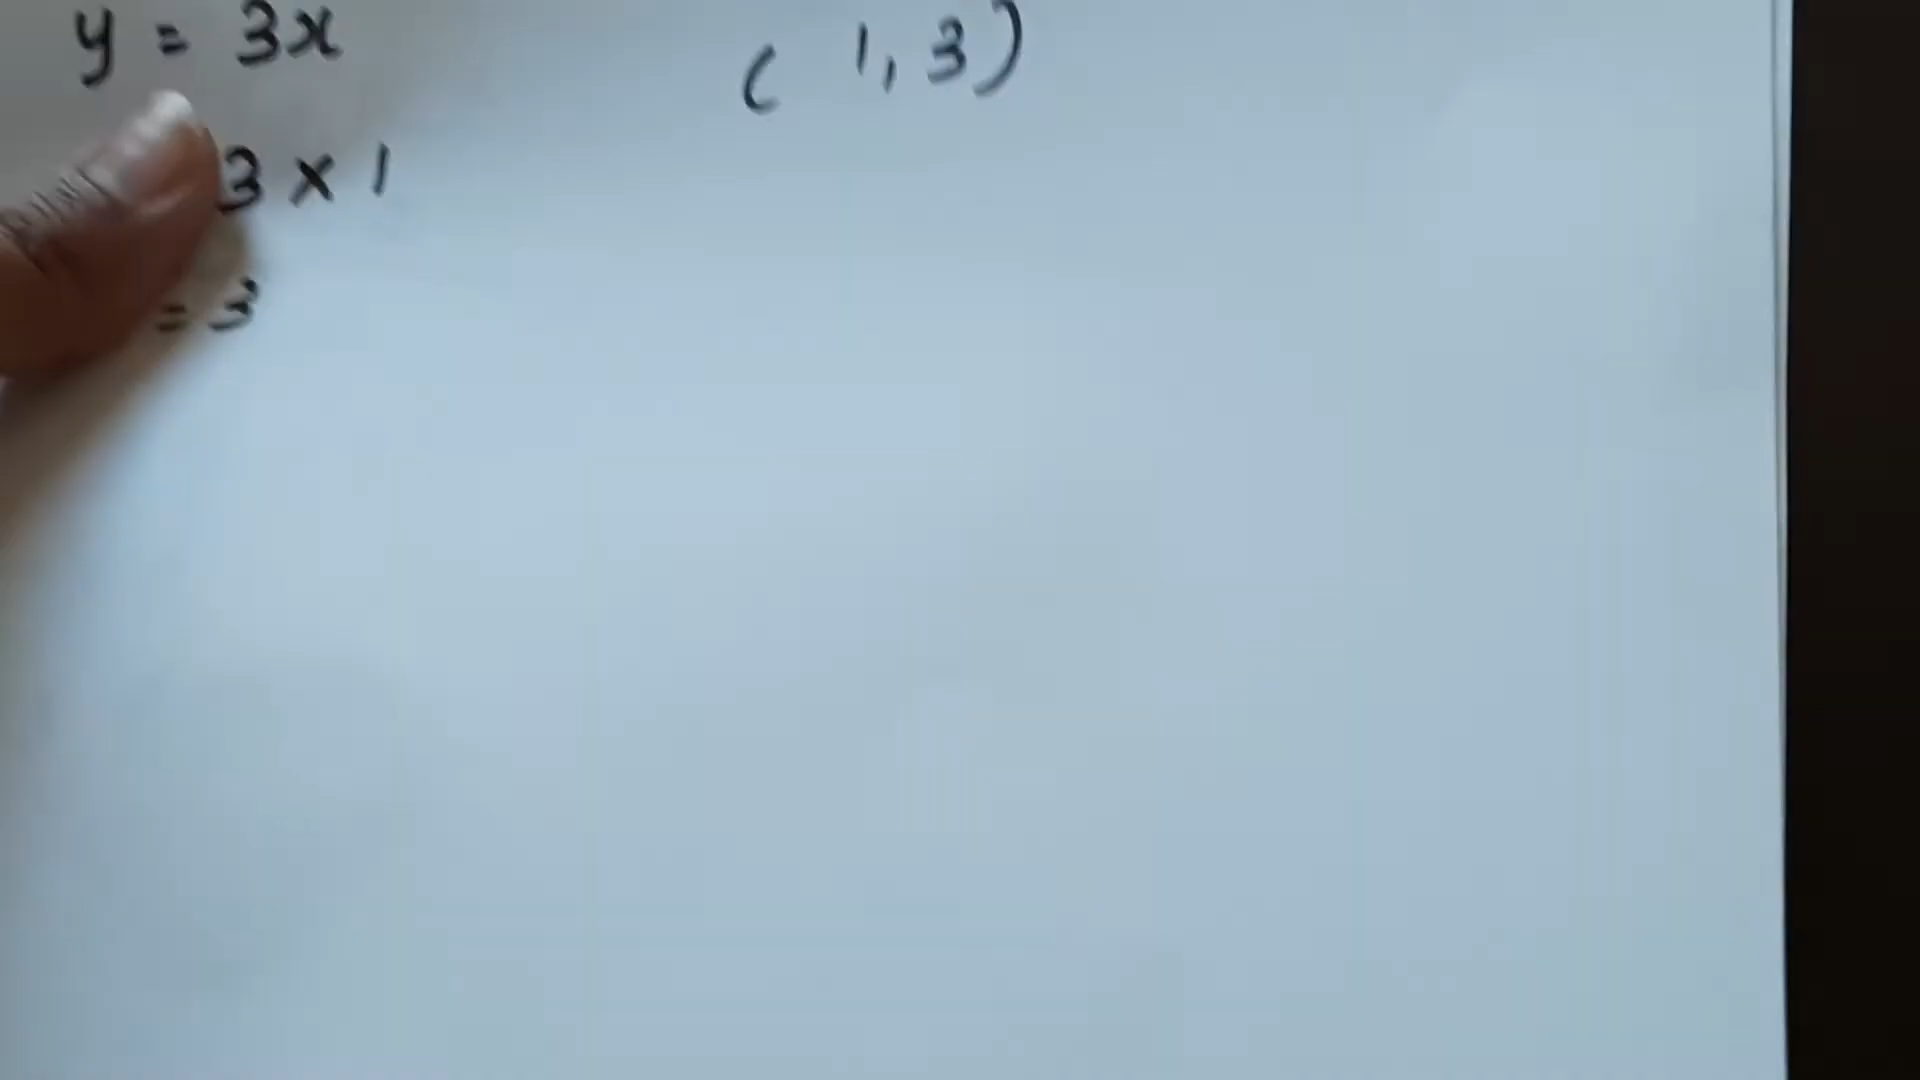 y = 3x
(1, 3)
3 x 1
= 3